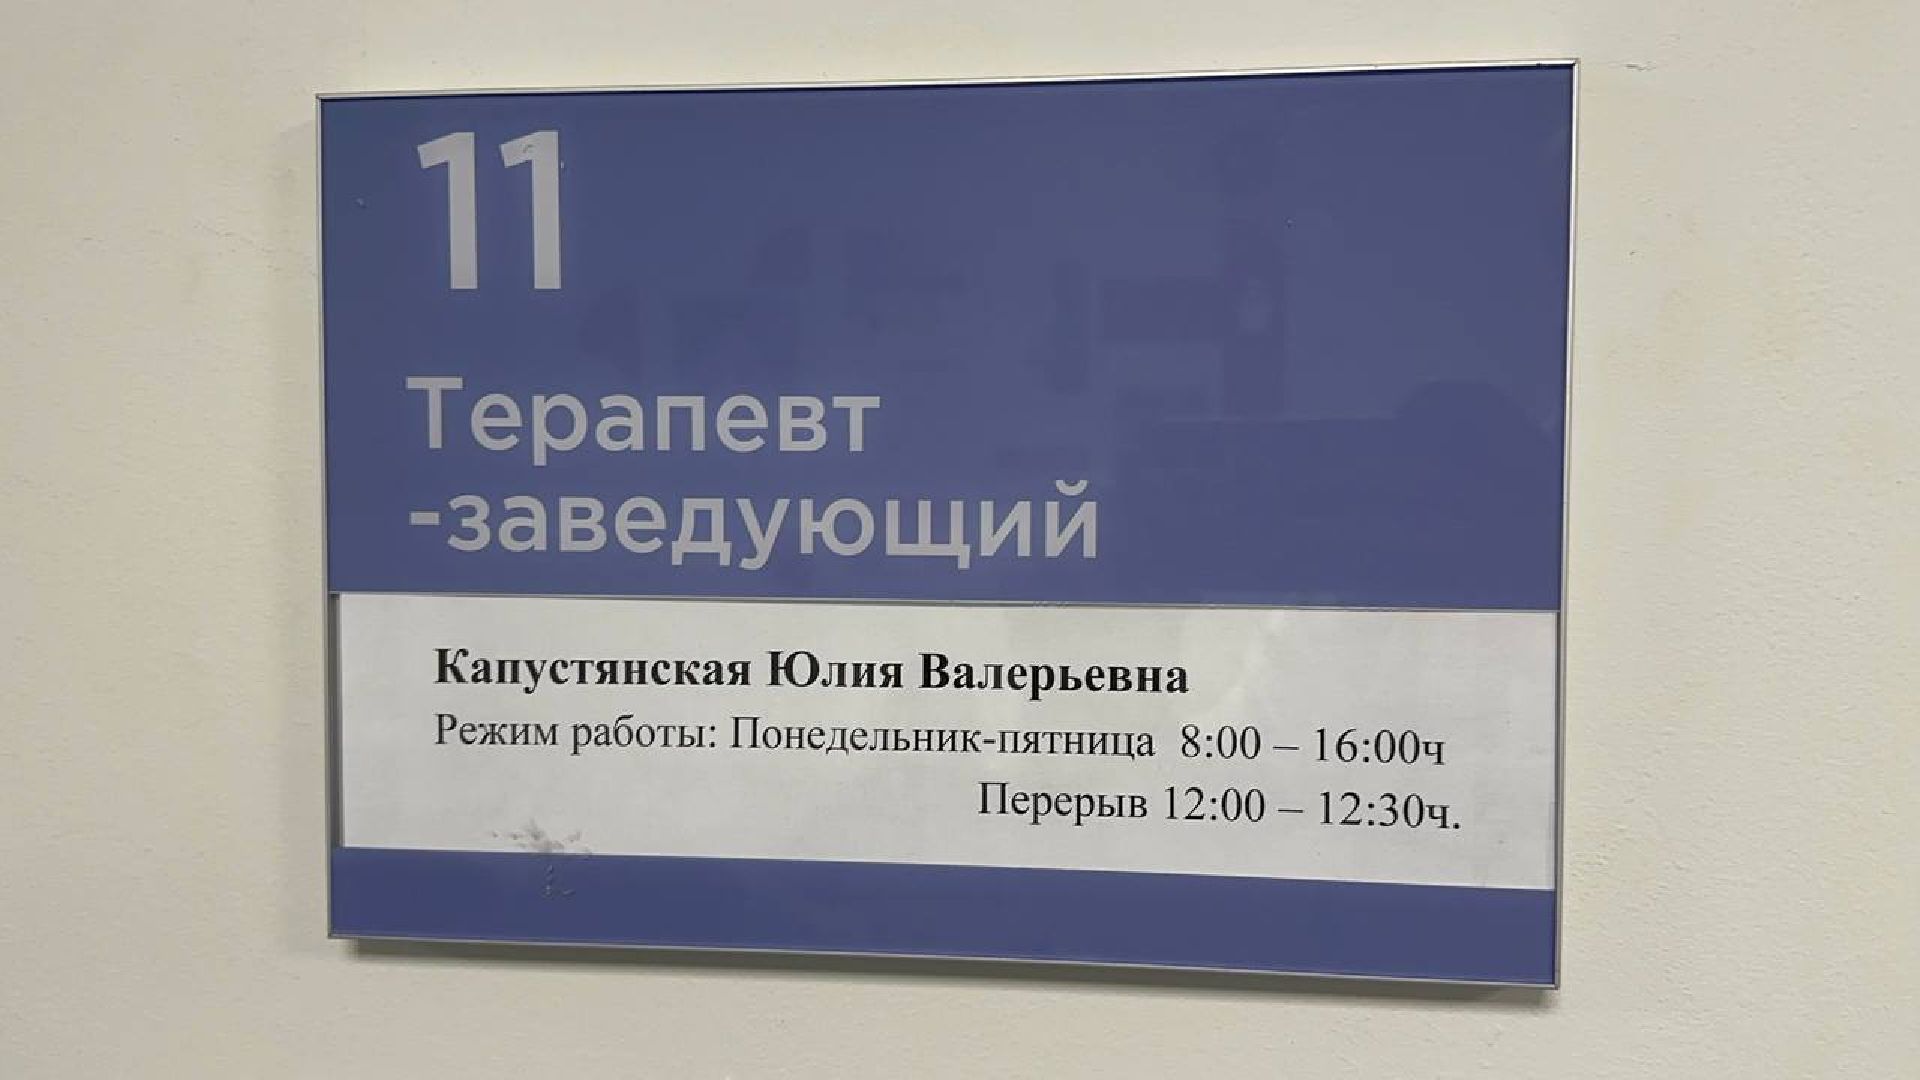 11
Терапевт
-заведующий
Капустянская Юлия Валерьевна
Режим работы: Понедельник-пятница 8:00 – 16:00ч
Перерыв 12:00 – 12:30ч.